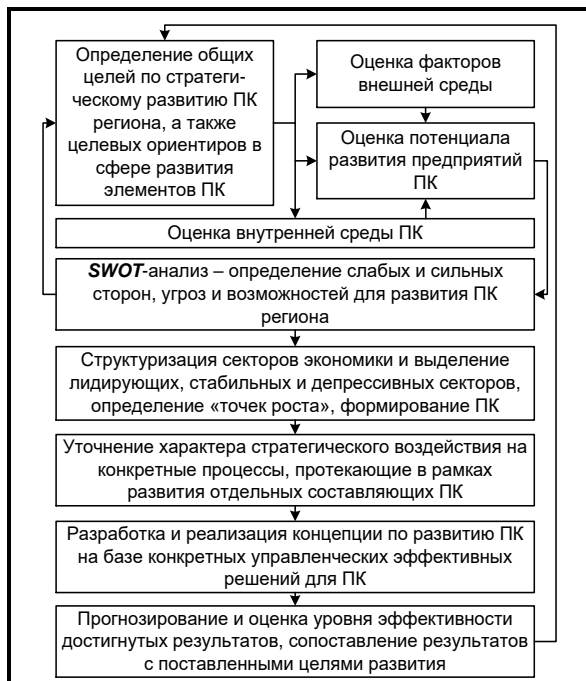 Определение общих
целей по стратеги-
ческому развитию ПК
региона, а также
целевых ориентиров в
сфере развития
элементов ПК
Оценка факторов
внешней среды
Оценка потенциала
развития предприятий
ПК
Оценка внутренней среды ПК
SWOT-анализ – определение слабых и сильных
сторон, угроз и возможностей для развития ПК
региона
Структуризация секторов экономики и выделение
лидирующих, стабильных и депрессивных секторов,
определение «точек роста», формирование ПК
Уточнение характера стратегического воздействия на
конкретные процессы, протекающие в рамках
развития отдельных составляющих ПК
Разработка и реализация концепции по развитию ПК
на базе конкретных управленческих эффективных
решений для ПК
Прогнозирование и оценка уровня эффективности
достигнутых результатов, сопоставление результатов
с поставленными целями развития